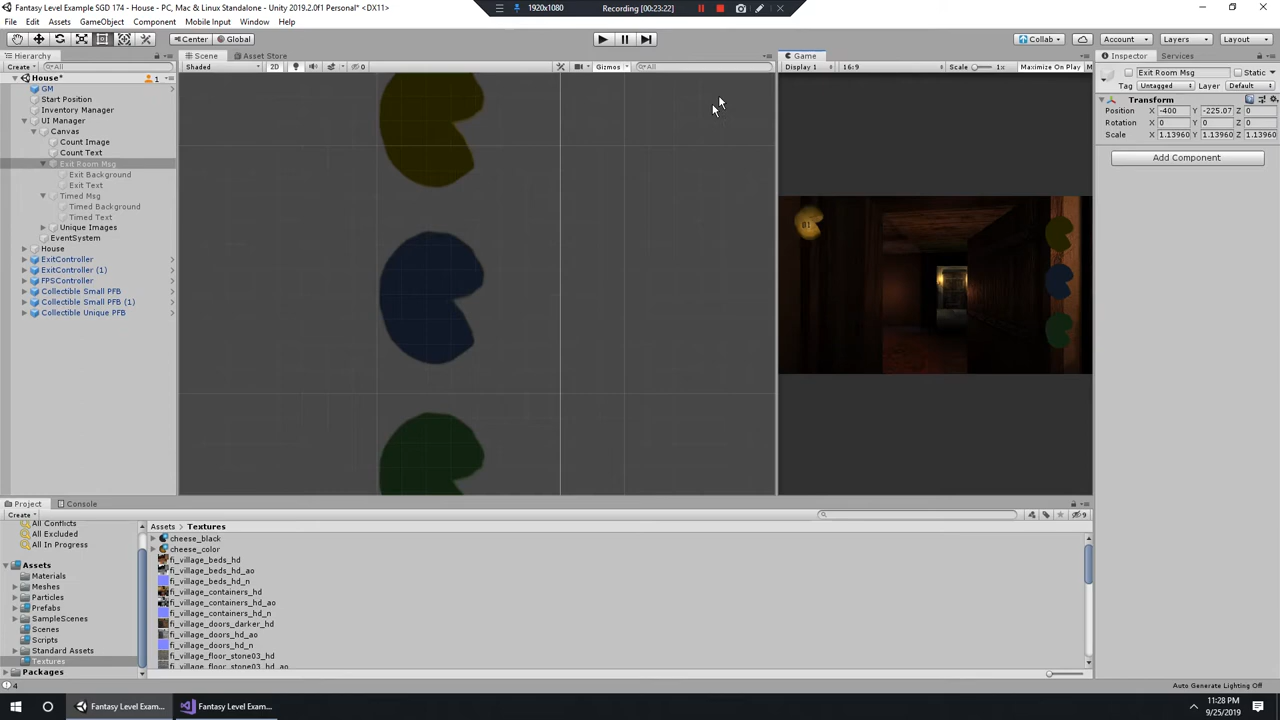 Fantasy Level Example SGD 174 - House - PC, Mac & Linux Standalone - Unity 2019.2.0f1 Personal* <DX11>
1920x1080
Recording [00:23:22]
File Edit Assets GameObject Component Mobile Input Window Help
Center Global
Collab
Account
Layers
Layout
Hierarchy
Scene Asset Store
Game
Inspector Services
Create
All
Shaded
2D
0
Gizmos
All
Display 1
16:9
Scale
1x
Maximize On Play
House*
1
GM
Start Position
Inventory Manager
UI Manager
Canvas
Count Image
Count Text
Exit Room Msg
Exit Background
Exit Text
Timed Msg
Timed Background
Timed Text
Unique Images
EventSystem
House
ExitController
ExitController (1)
FPSController
Collectible Small PFB
Collectible Small PFB (1)
Collectible Unique PFB
01
Exit Room Msg
Static
Tag Untagged Layer Default
Transform
Position X -400 Y -225.07 Z 0
Rotation X 0 Y 0 Z 0
Scale X 1.13960 Y 1.13960 Z 1.13960
Add Component
Project Console
Create
9
All Conflicts
All Excluded
All In Progress
Assets
Materials
Meshes
Particles
Prefabs
SampleScenes
Scenes
Scripts
Standard Assets
Textures
Packages
Assets Textures
cheese_black
cheese_color
fi_village_beds_hd
fi_village_beds_hd_ao
fi_village_beds_hd_n
fi_village_containers_hd
fi_village_containers_hd_ao
fi_village_containers_hd_n
fi_village_doors_darker_hd
fi_village_doors_hd_ao
fi_village_doors_hd_n
fi_village_floor_stone03_hd
fi_village_floor_stone03_hd_ao
4
Auto Generate Lighting Off
Fantasy Level Exam...
Fantasy Level Exam...
11:28 PM
9/25/2019